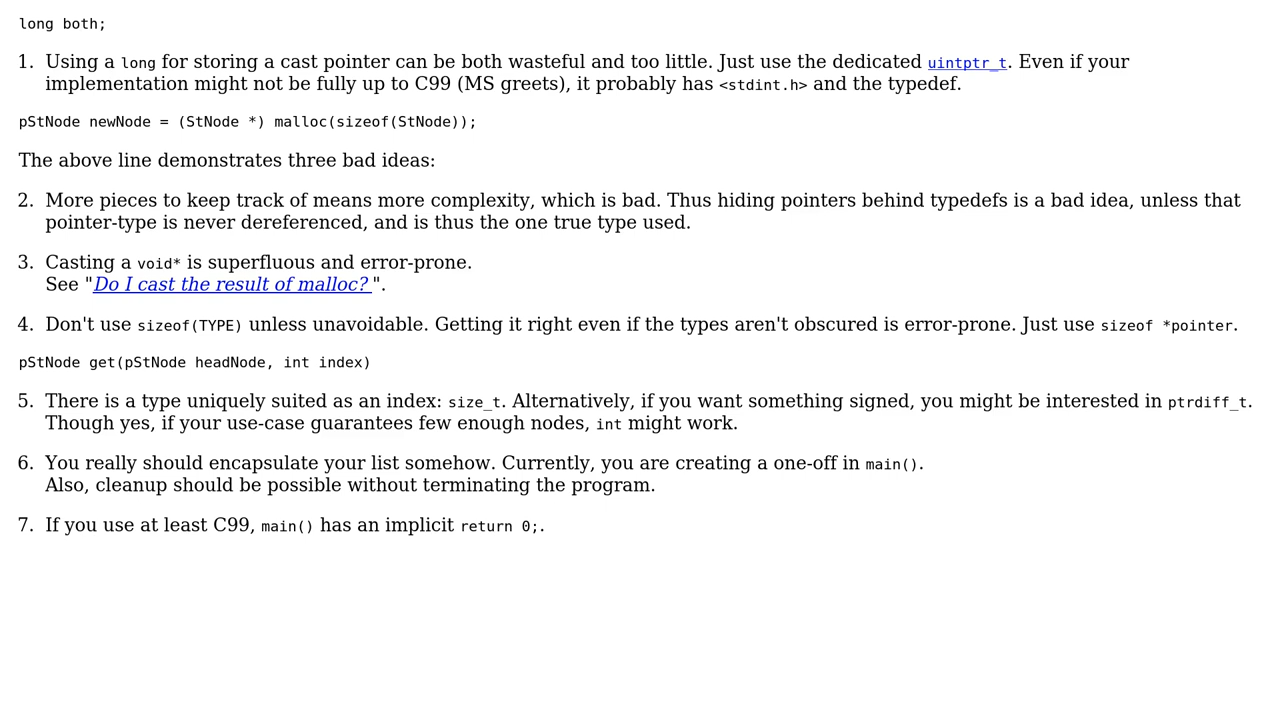 long both;
1. Using a long for storing a cast pointer can be both wasteful and too little. Just use the dedicated uintptr_t. Even if your
implementation might not be fully up to C99 (MS greets), it probably has <stdint.h> and the typedef.
pStNode newNode = (StNode *) malloc(sizeof(StNode));
The above line demonstrates three bad ideas:
2. More pieces to keep track of means more complexity, which is bad. Thus hiding pointers behind typedefs is a bad idea, unless that
pointer-type is never dereferenced, and is thus the one true type used.
3. Casting a void* is superfluous and error-prone.
See "Do I cast the result of malloc? ".
4. Don't use sizeof(TYPE) unless unavoidable. Getting it right even if the types aren't obscured is error-prone. Just use sizeof *pointer.
pStNode get(pStNode headNode, int index)
5. There is a type uniquely suited as an index: size_t. Alternatively, if you want something signed, you might be interested in ptrdiff_t.
Though yes, if your use-case guarantees few enough nodes, int might work.
6. You really should encapsulate your list somehow. Currently, you are creating a one-off in main().
Also, cleanup should be possible without terminating the program.
7. If you use at least C99, main() has an implicit return 0;.